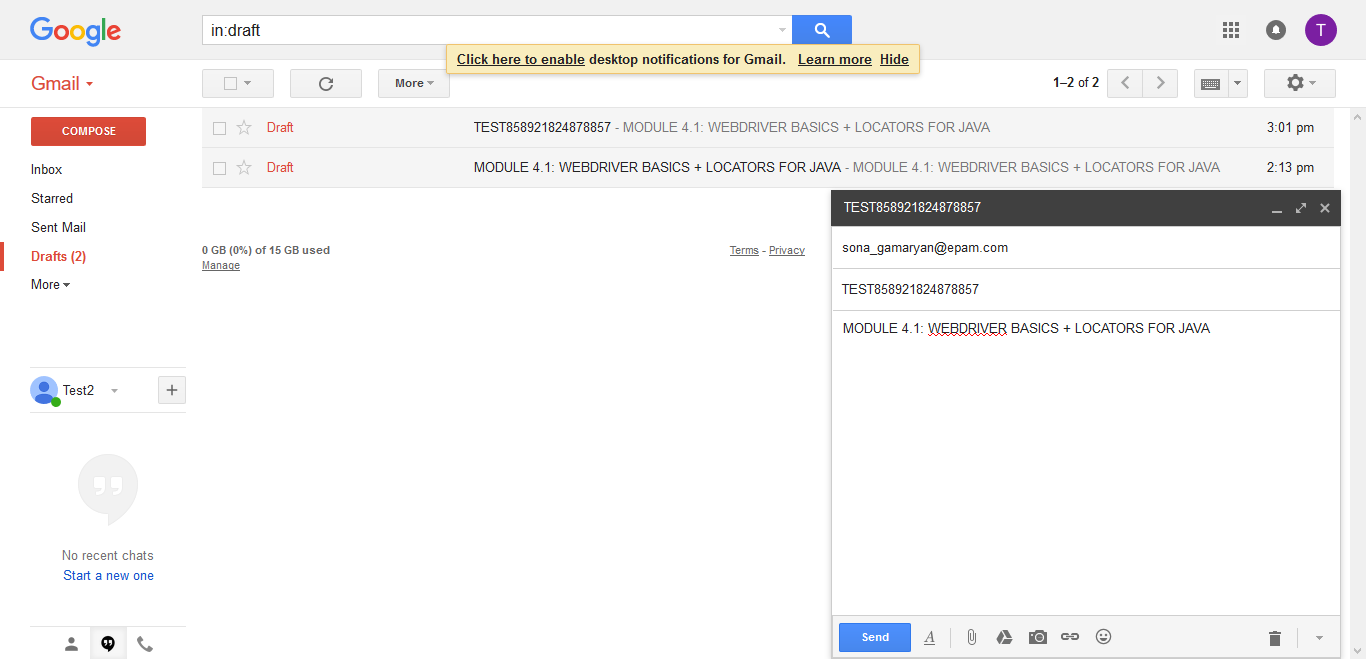 Google
in:draft
T
Click here to enable desktop notifications for Gmail. Learn more Hide
Gmail
More
1–2 of 2
COMPOSE
Inbox
Starred
Sent Mail
Drafts (2)
More
Draft TEST858921824878857 - MODULE 4.1: WEBDRIVER BASICS + LOCATORS FOR JAVA 3:01 pm
Draft MODULE 4.1: WEBDRIVER BASICS + LOCATORS FOR JAVA - MODULE 4.1: WEBDRIVER BASICS + LOCATORS FOR JAVA 2:13 pm
0 GB (0%) of 15 GB used
Manage
Terms - Privacy
Test2
No recent chats
Start a new one
TEST858921824878857
sona_gamaryan@epam.com
TEST858921824878857
MODULE 4.1: WEBDRIVER BASICS + LOCATORS FOR JAVA
Send
A